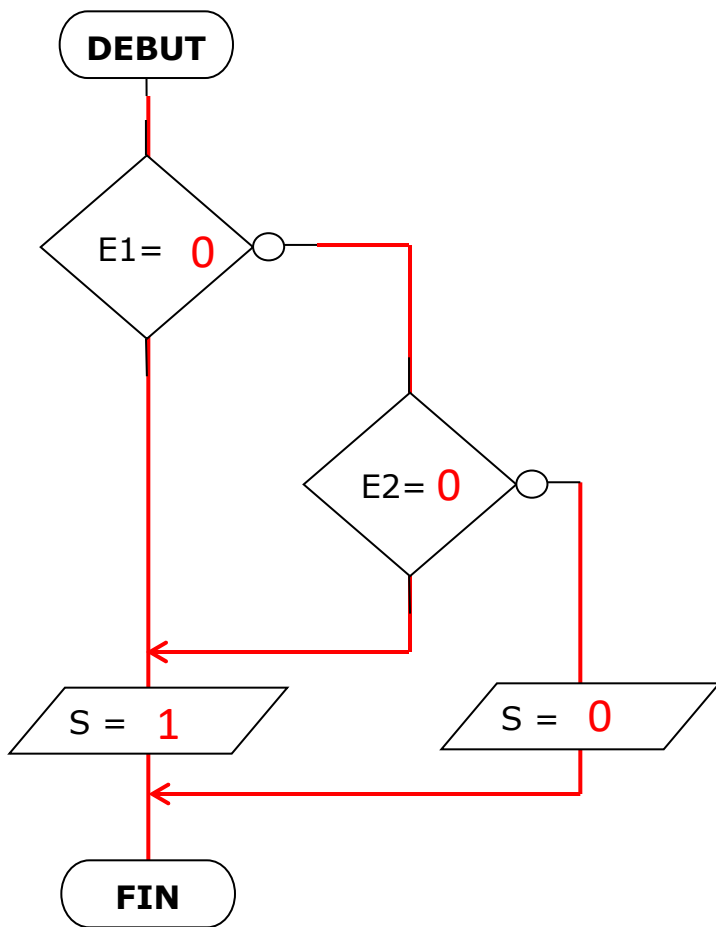 DEBUT
E1= 0
E2= 0
S = 1
S = 0
FIN